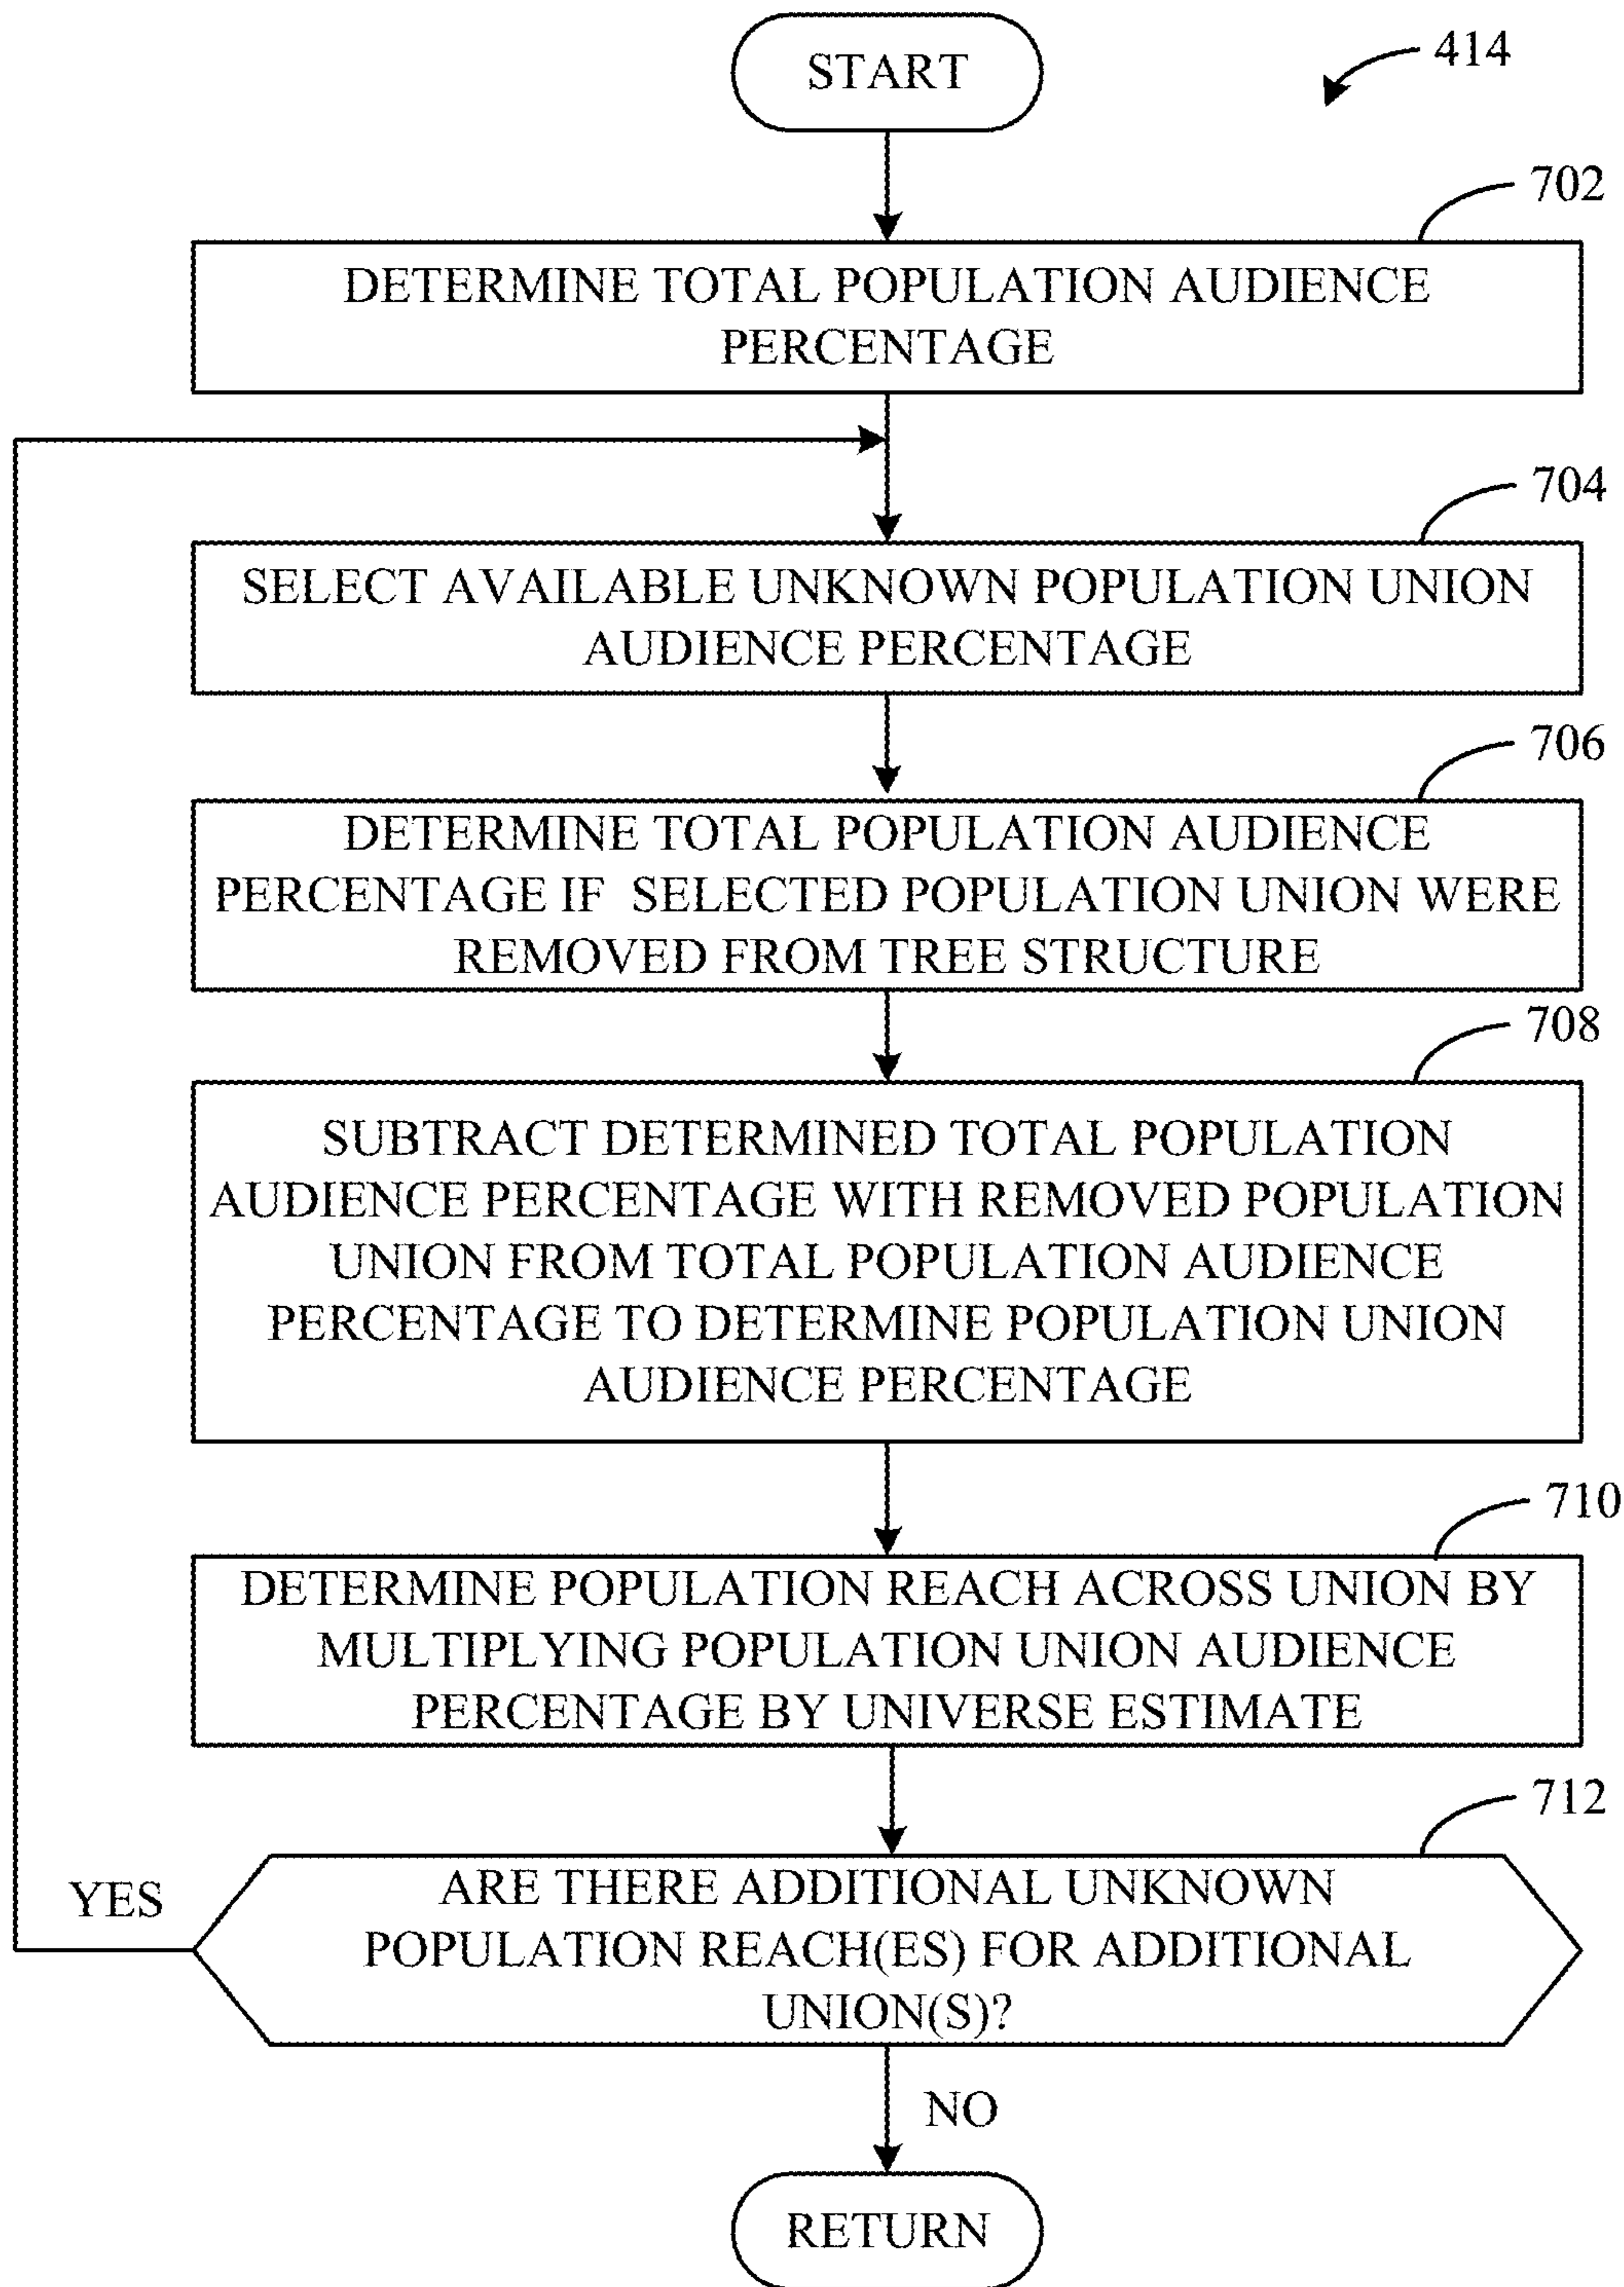 START
414
702
DETERMINE TOTAL POPULATION AUDIENCE
PERCENTAGE
704
SELECT AVAILABLE UNKNOWN POPULATION UNION
AUDIENCE PERCENTAGE
706
DETERMINE TOTAL POPULATION AUDIENCE
PERCENTAGE IF SELECTED POPULATION UNION WERE
REMOVED FROM TREE STRUCTURE
708
SUBTRACT DETERMINED TOTAL POPULATION
AUDIENCE PERCENTAGE WITH REMOVED POPULATION
UNION FROM TOTAL POPULATION AUDIENCE
PERCENTAGE TO DETERMINE POPULATION UNION
AUDIENCE PERCENTAGE
710
DETERMINE POPULATION REACH ACROSS UNION BY
MULTIPLYING POPULATION UNION AUDIENCE
PERCENTAGE BY UNIVERSE ESTIMATE
712
YES
ARE THERE ADDITIONAL UNKNOWN
POPULATION REACH(ES) FOR ADDITIONAL
UNION(S)?
NO
RETURN